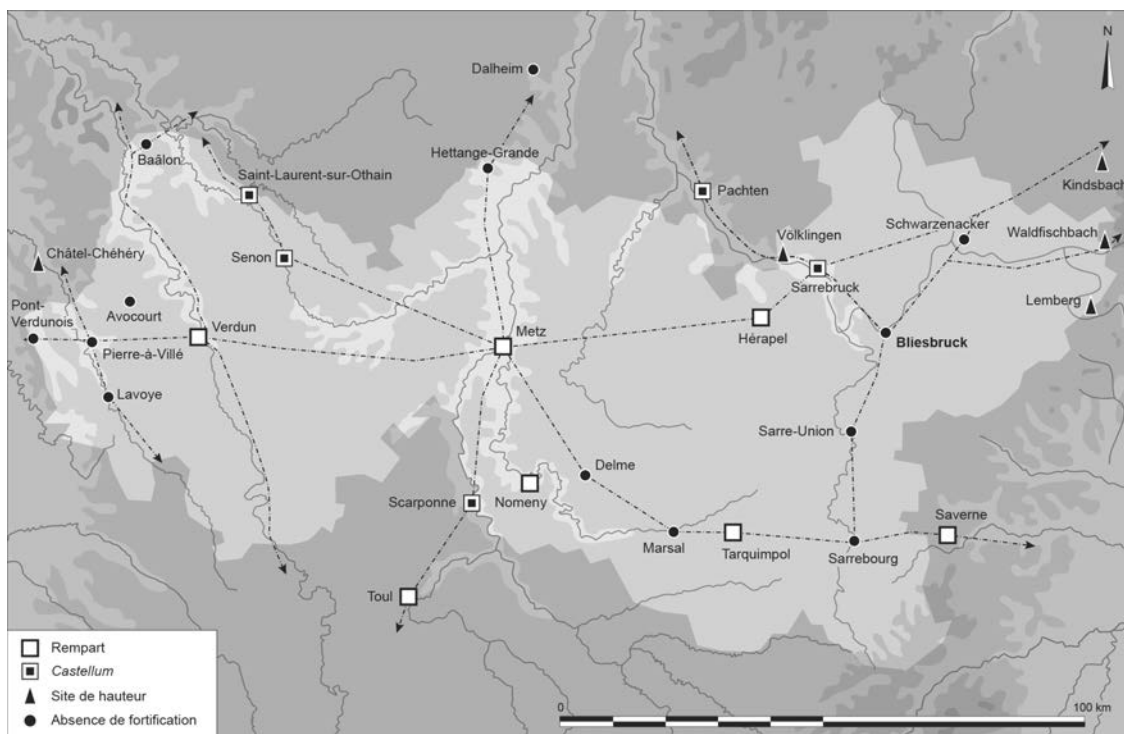 N
Dalheim
Baâlon
Hettange-Grande
Saint-Laurent-sur-Othain
Pachten
Kindsbach
Schwarzenacker
Waldfischbach
Châtel-Chéhéry
Völklingen
Senon
Sarrebruck
Avocourt
Lemberg
Pont-
Verdunois
Verdun
Metz
Hérapel
Pierre-à-Villé
Bliesbruck
Lavoye
Sarre-Union
Delme
Scarponne
Nomeny
Saverne
Marsal
Tarquimpol
Sarrebourg
Toul
Rempart
Castellum
Site de hauteur
Absence de fortification
0
100 km